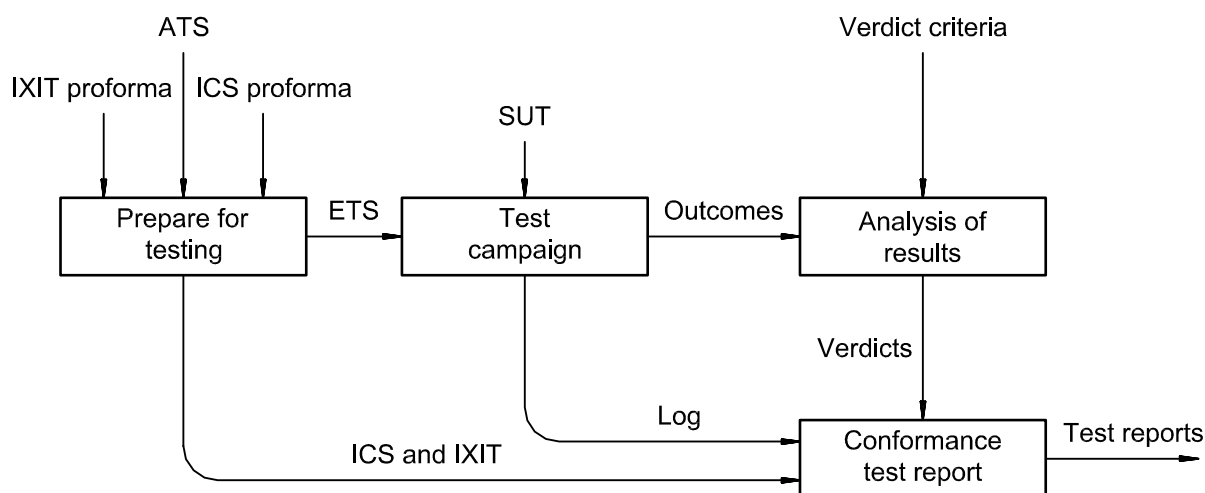 ATS
Verdict criteria
IXIT proforma
ICS proforma
SUT
Prepare for
testing
ETS
Test
campaign
Outcomes
Analysis of
results
Verdicts
Log
ICS and IXIT
Conformance
test report
Test reports